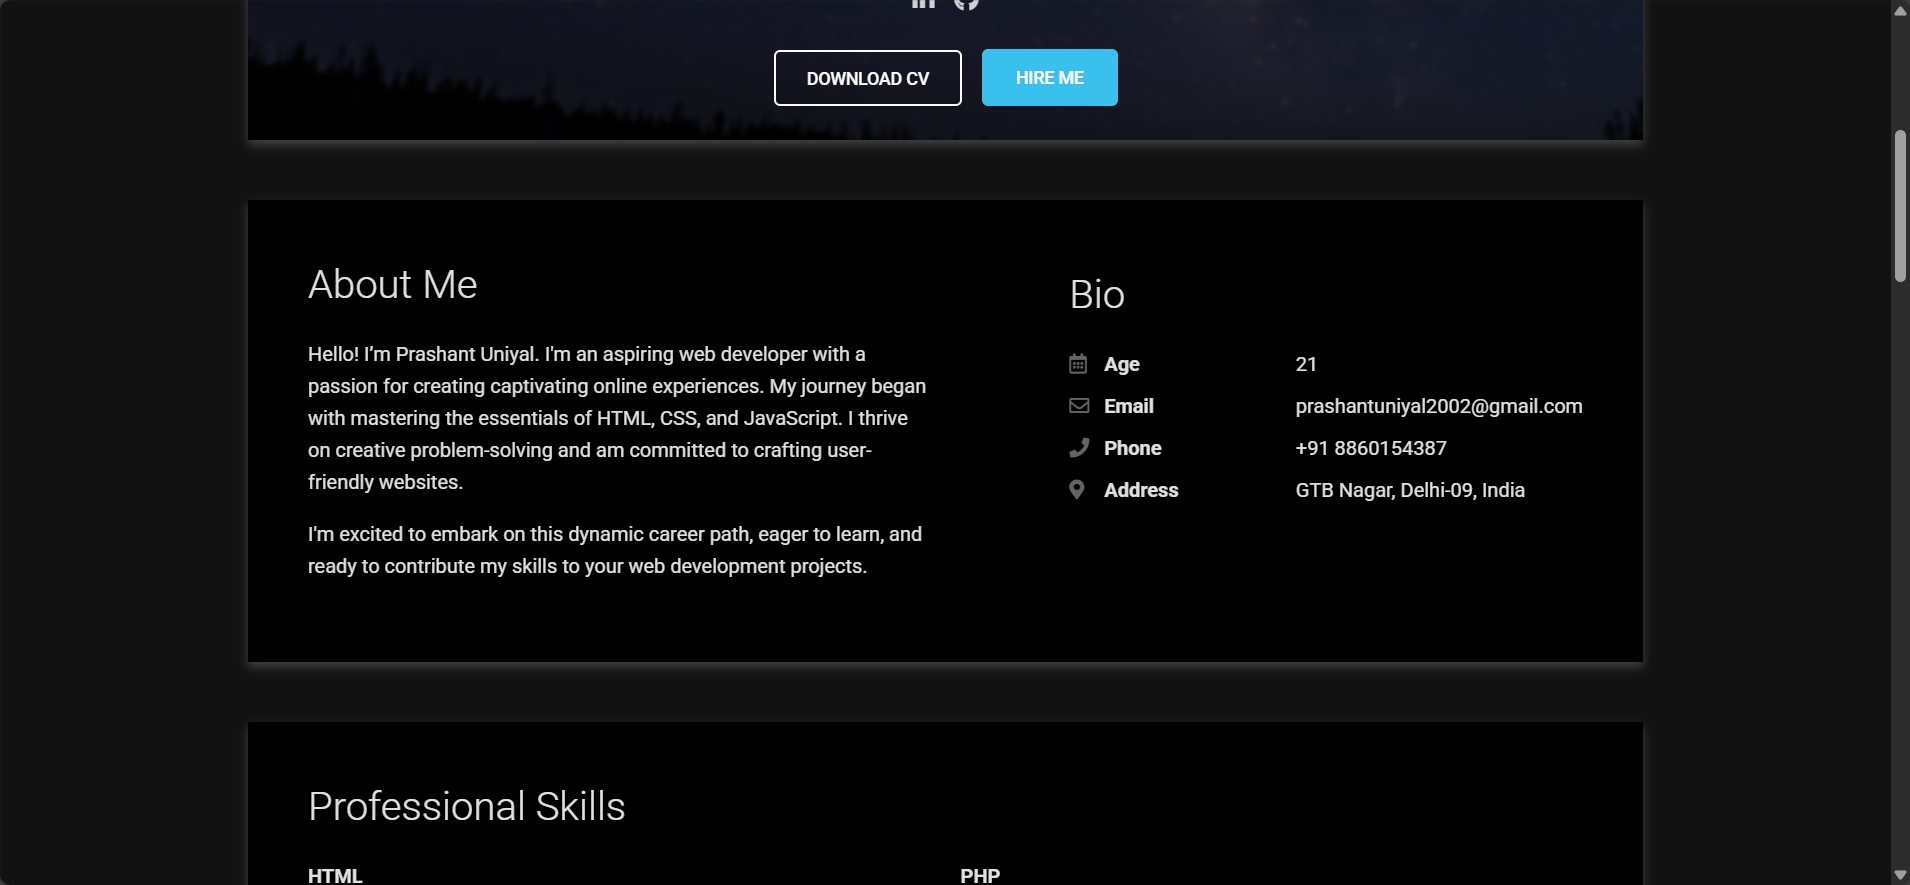 DOWNLOAD CV
HIRE ME
About Me
Hello! I’m Prashant Uniyal. I'm an aspiring web developer with a
passion for creating captivating online experiences. My journey began
with mastering the essentials of HTML, CSS, and JavaScript. I thrive
on creative problem-solving and am committed to crafting user-
friendly websites.
I'm excited to embark on this dynamic career path, eager to learn, and
ready to contribute my skills to your web development projects.
Bio
Age 21
Email prashantuniyal2002@gmail.com
Phone +91 8860154387
Address GTB Nagar, Delhi-09, India
Professional Skills
HTML
PHP